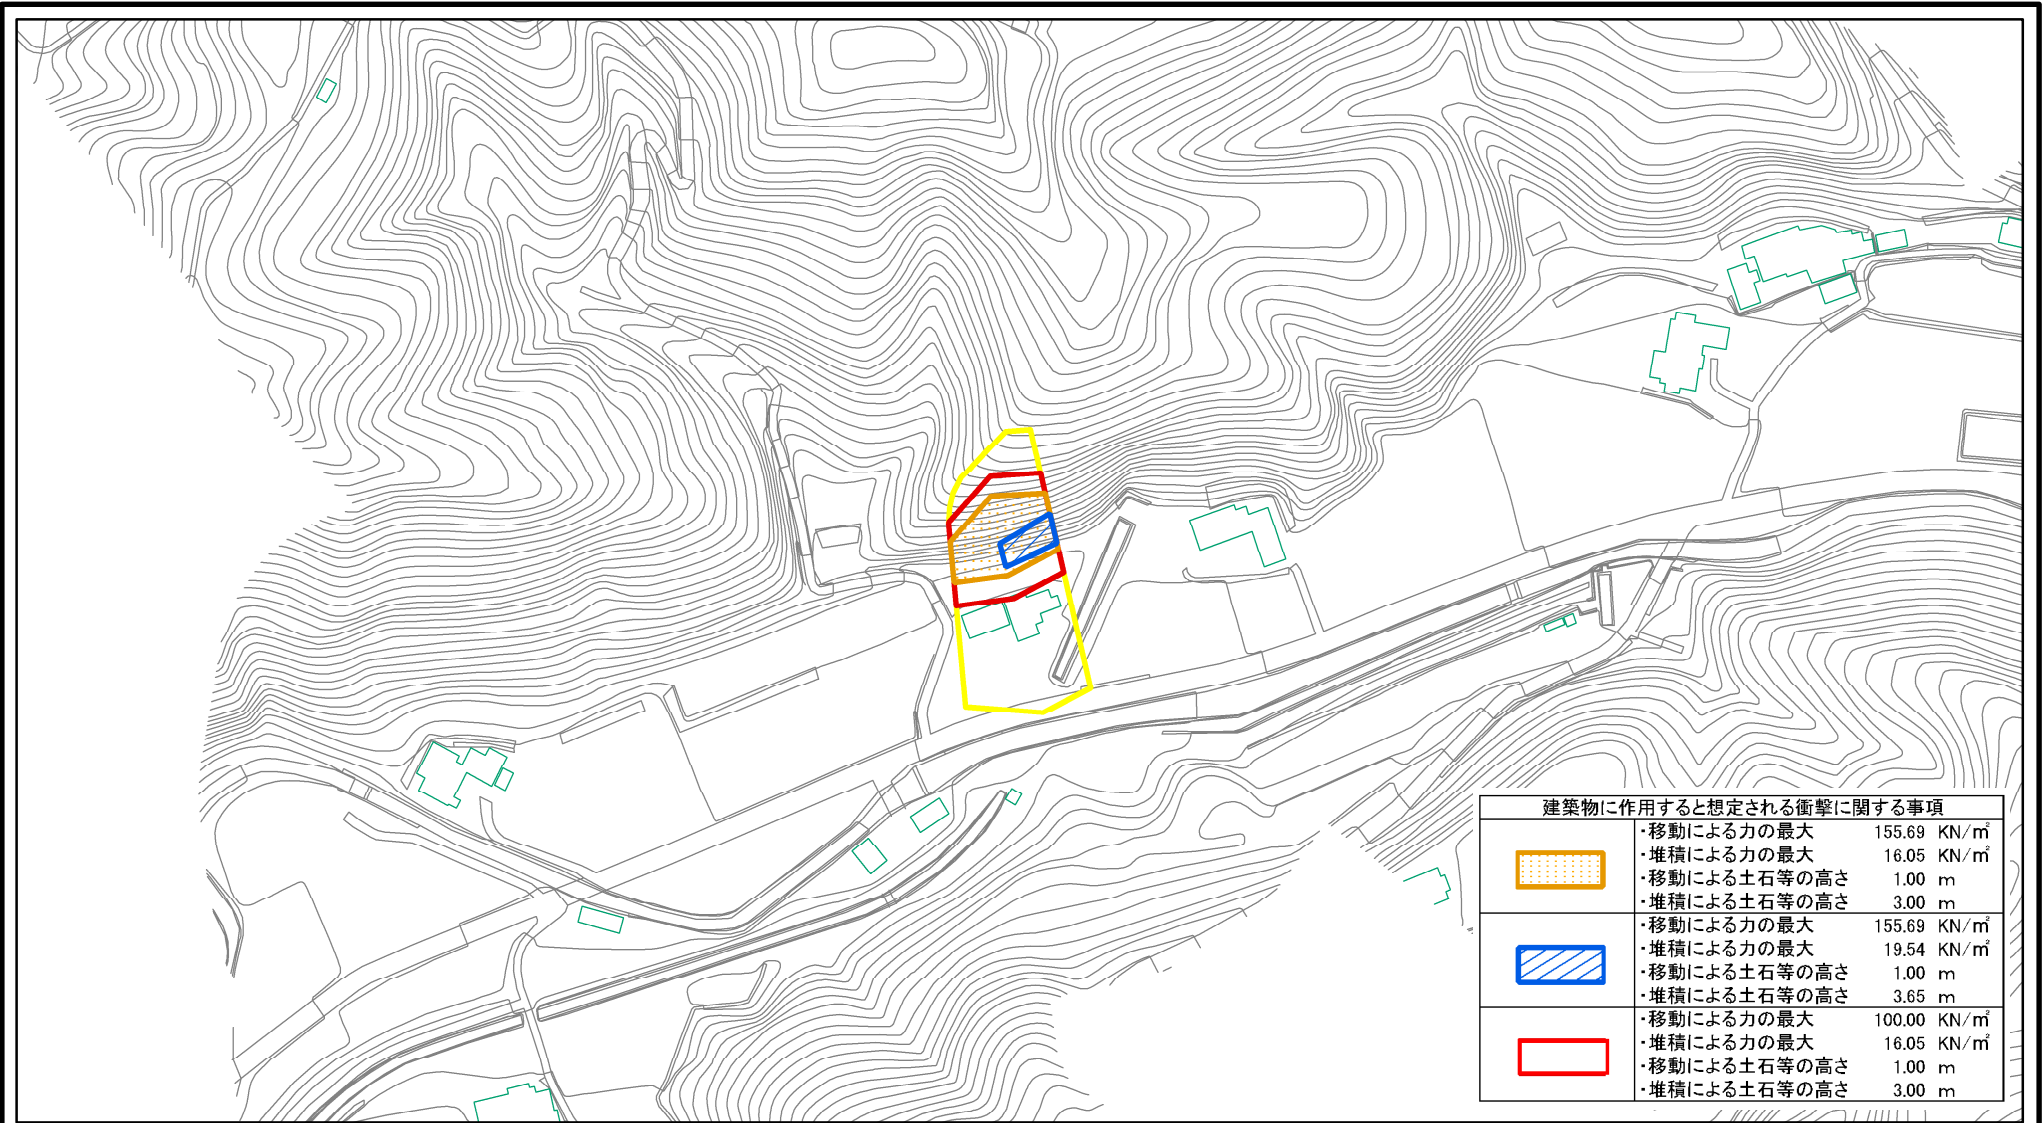 建築物に作用すると想定される衝撃に関する事項
・移動による力の最大 155.69 KN/㎡
・堆積による力の最大 16.05 KN/㎡
・移動による土石等の高さ 1.00 m
・堆積による土石等の高さ 3.00 m
・移動による力の最大 155.69 KN/㎡
・堆積による力の最大 19.54 KN/㎡
・移動による土石等の高さ 1.00 m
・堆積による土石等の高さ 3.65 m
・移動による力の最大 100.00 KN/㎡
・堆積による力の最大 16.05 KN/㎡
・移動による土石等の高さ 1.00 m
・堆積による土石等の高さ 3.00 m